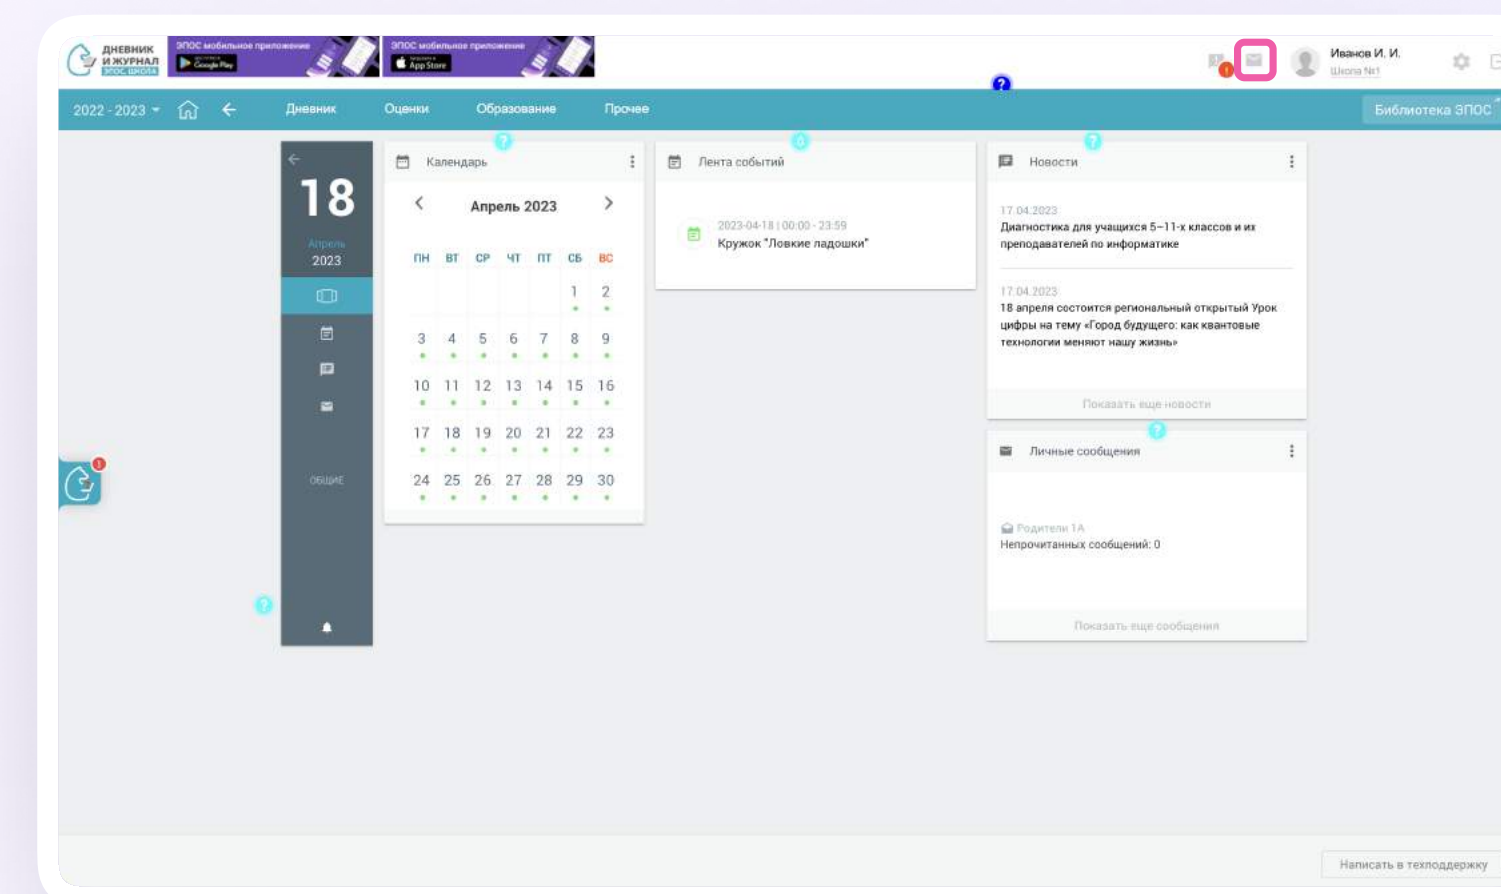 ДНЕВНИК
И ЖУРНАЛ
ЭПОС.ШКОЛА
ЭПОС мобильное приложение
Google Play
ЭПОС мобильное приложение
App Store
Иванов И. И.
Школа №1
2022 - 2023
Дневник
Оценки
Образование
Прочее
Библиотека ЭПОС
18
Апрель
2023
ОБЩИЕ
Календарь
Апрель 2023
ПН ВТ СР ЧТ ПТ СБ ВС
1 2
3 4 5 6 7 8 9
10 11 12 13 14 15 16
17 18 19 20 21 22 23
24 25 26 27 28 29 30
Лента событий
2023-04-18 | 00:00 - 23:59
Кружок "Ловкие ладошки"
Новости
17.04.2023
Диагностика для учащихся 5–11-х классов и их
преподавателей по информатике
17.04.2023
18 апреля состоится региональный открытый Урок
цифры на тему «Город будущего: как квантовые
технологии меняют нашу жизнь»
Показать еще новости
Личные сообщения
Родители 1А
Непрочитанных сообщений: 0
Показать еще сообщения
Написать в техподдержку